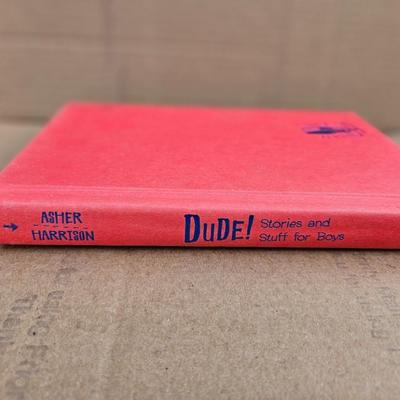 ASHER
HARRISON
DUDE!
Stories and
Stuff for Boys